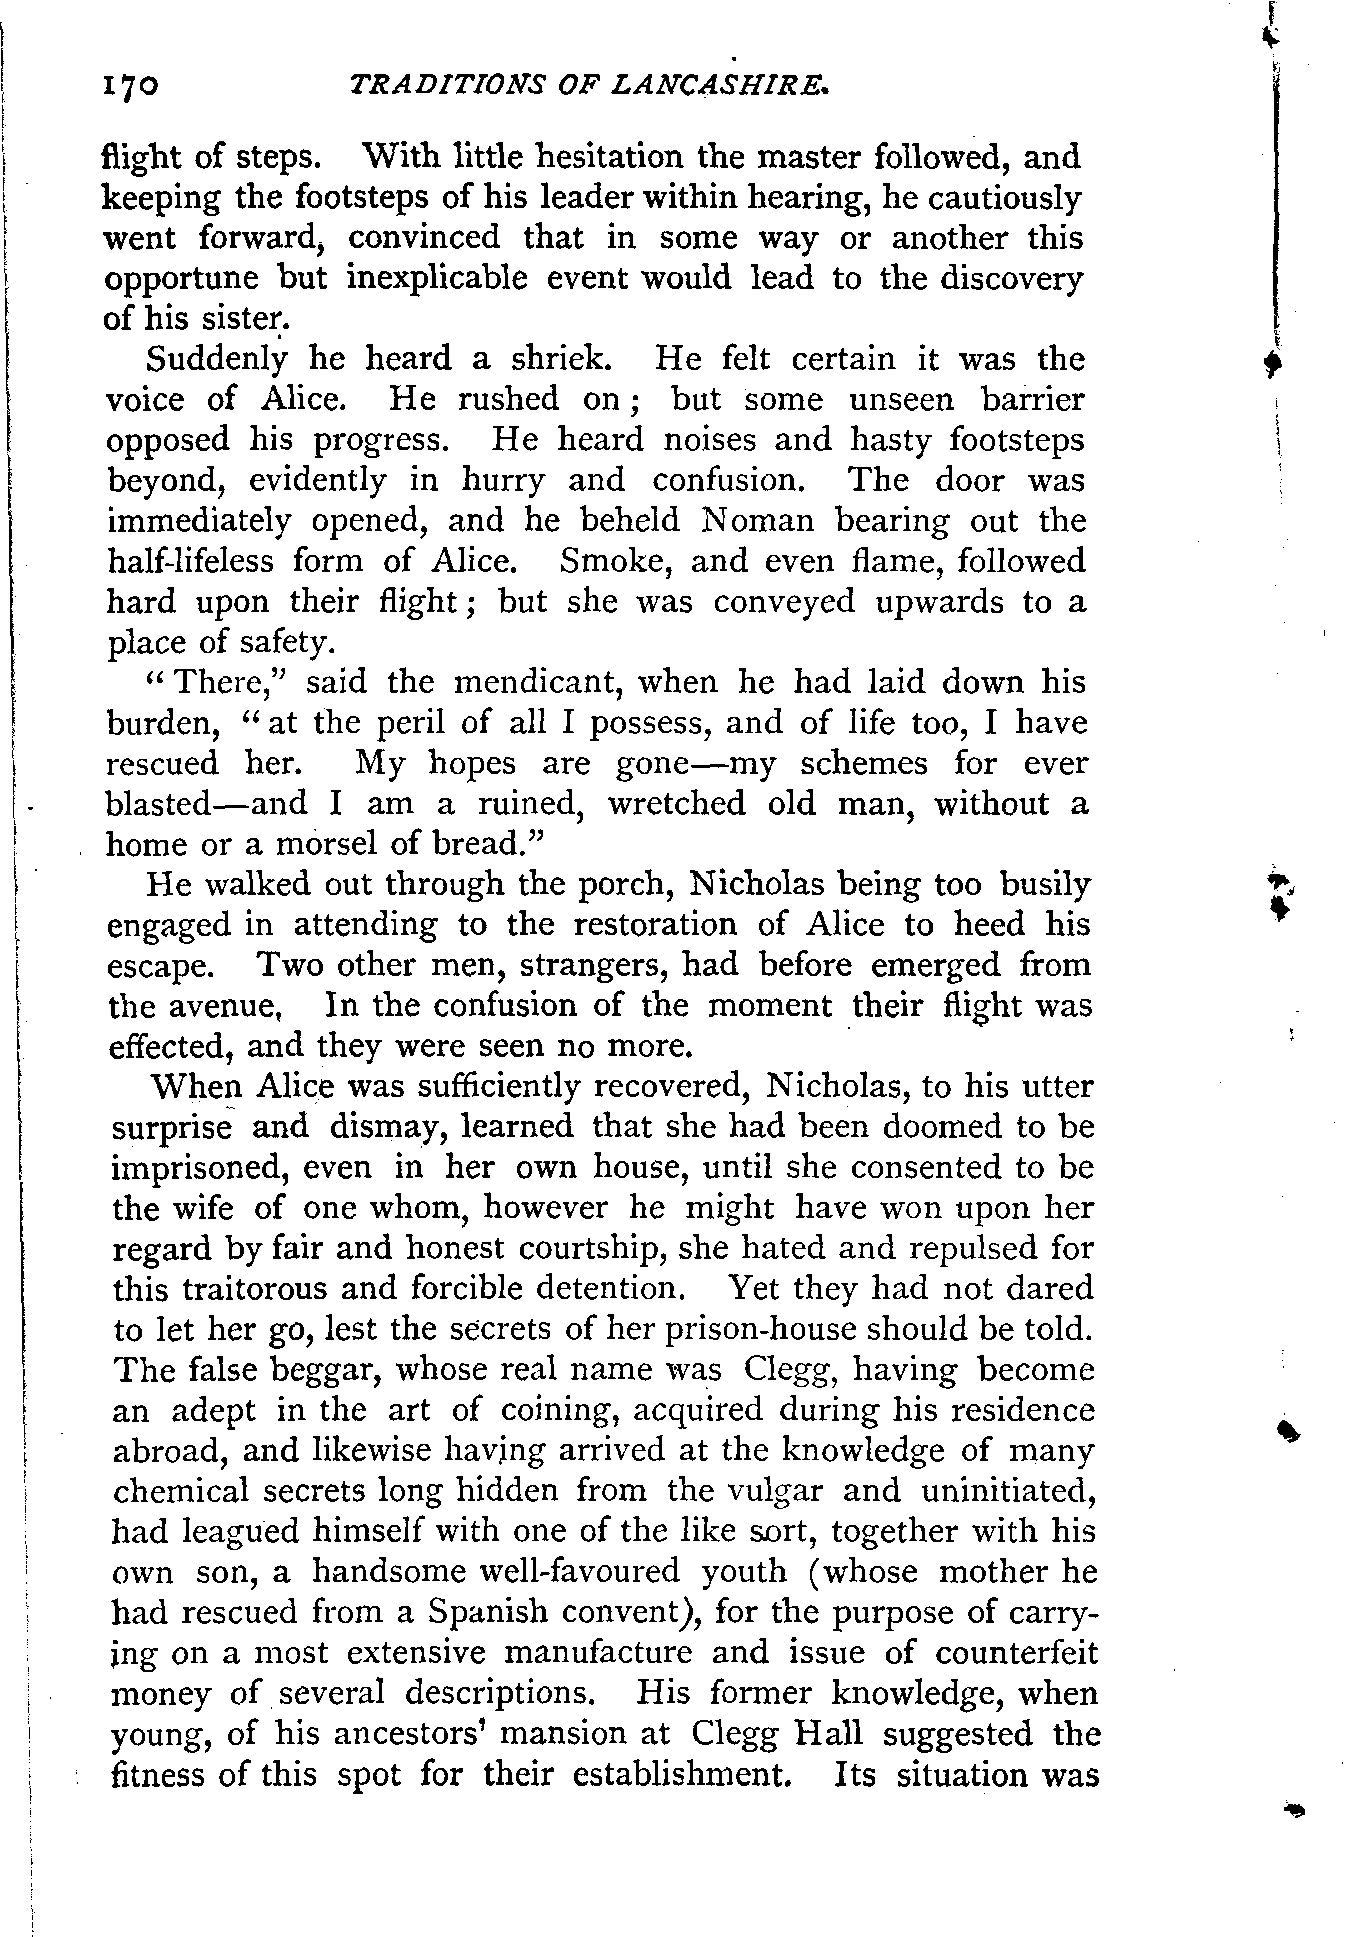 170 TRADITIONS OF LANCASHIRE.
flight of steps. With little hesitation the master followed, and
keeping the footsteps of his leader within hearing, he cautiously
went forward, convinced that in some way or another this
opportune but inexplicable event would lead to the discovery
of his sister.
Suddenly he heard a shriek. He felt certain it was the
voice of Alice. He rushed on ; but some unseen barrier
opposed his progress. He heard noises and hasty footsteps
beyond, evidently in hurry and confusion. The door was
immediately opened, and he beheld Noman bearing out the
half-lifeless form of Alice. Smoke, and even flame, followed
hard upon their flight ; but she was conveyed upwards to a
place of safety.
“ There,” said the mendicant, when he had laid down his
burden, “ at the peril of all I possess, and of life too, I have
rescued her. My hopes are gone—my schemes for ever
blasted—and I am a ruined, wretched old man, without a
home or a morsel of bread.”
He walked out through the porch, Nicholas being too busily
engaged in attending to the restoration of Alice to heed his
escape. Two other men, strangers, had before emerged from
the avenue, In the confusion of the moment their flight was
effected, and they were seen no more.
When Alice was sufficiently recovered, Nicholas, to his utter
surprise and dismay, learned that she had been doomed to be
imprisoned, even in her own house, until she consented to be
the wife of one whom, however he might have won upon her
regard by fair and honest courtship, she hated and repulsed for
this traitorous and forcible detention. Yet they had not dared
to let her go, lest the secrets of her prison-house should be told.
The false beggar, whose real name was Clegg, having become
an adept in the art of coining, acquired during his residence
abroad, and likewise having arrived at the knowledge of many
chemical secrets long hidden from the vulgar and uninitiated,
had leagued himself with one of the like sort, together with his
own son, a handsome well-favoured youth (whose mother he
had rescued from a Spanish convent), for the purpose of carry-
ing on a most extensive manufacture and issue of counterfeit
money of several descriptions. His former knowledge, when
young, of his ancestors’ mansion at Clegg Hall suggested the
fitness of this spot for their establishment. Its situation was